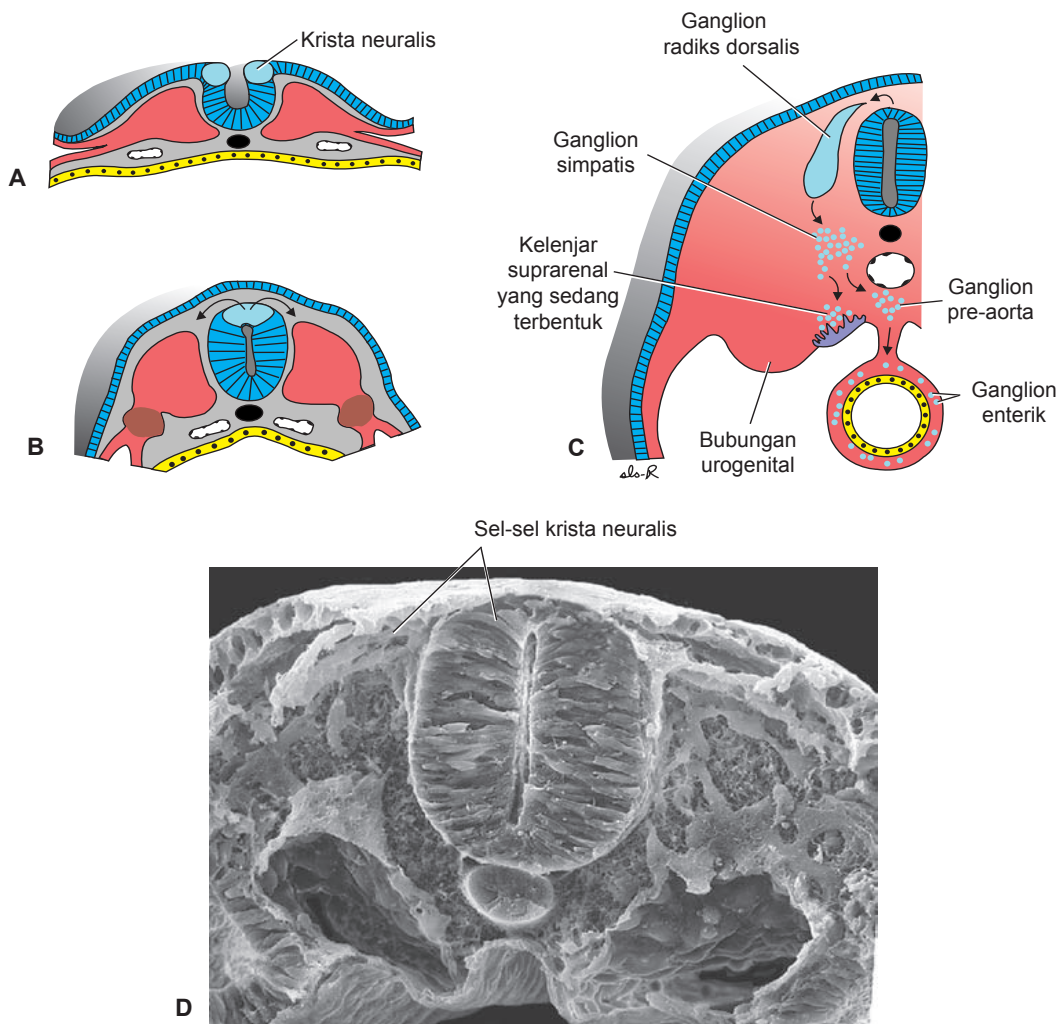 Krista neuralis
A
B
Ganglion
radiks dorsalis
Ganglion
simpatis
Kelenjar
suprarenal
yang sedang
terbentuk
Ganglion
pre-aorta
Ganglion
enterik
Bubungan
urogenital
C
sls-R
Sel-sel krista neuralis
D